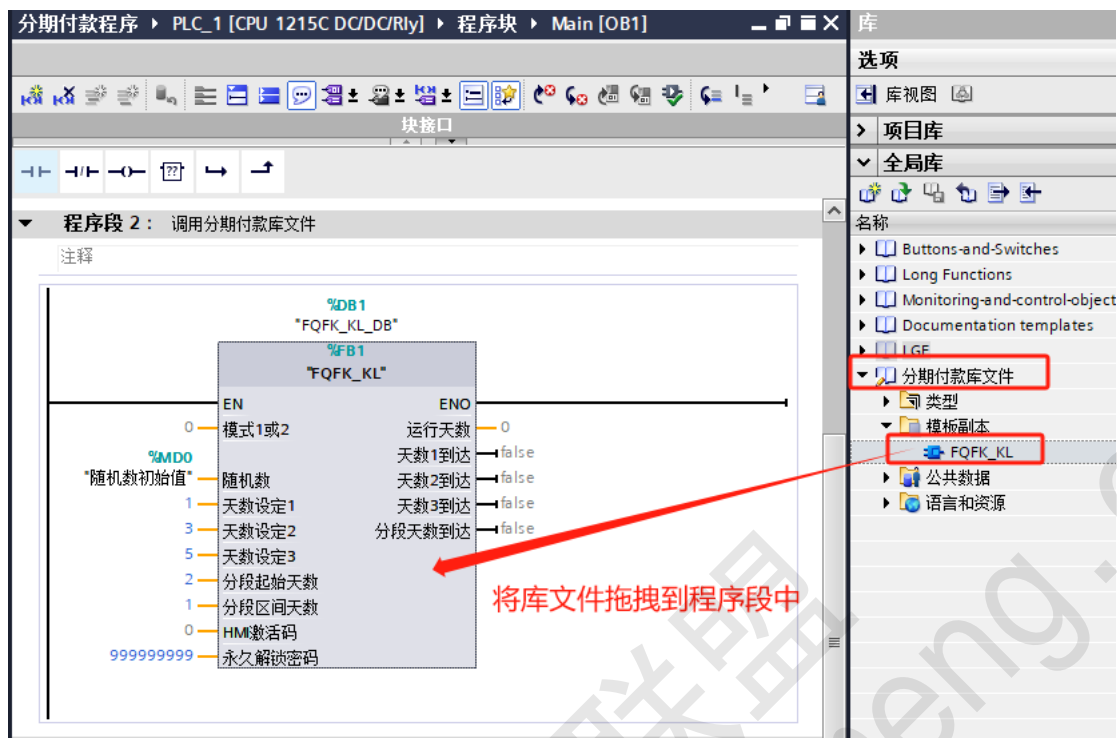 分期付款程序 ▸ PLC_1 [CPU 1215C DC/DC/Rly] ▸ 程序块 ▸ Main [OB1]
块接口
程序段 2： 调用分期付款库文件
注释
%DB1
"FQFK_KL_DB"
%FB1
"FQFK_KL"
EN ENO
0 模式1或2 运行天数 0
%MD0
天数1到达 false
"随机数初始值" 随机数 天数2到达 false
1 天数设定1 天数3到达 false
3 天数设定2 分段天数到达 false
5 天数设定3
2 分段起始天数
1 分段区间天数
0 HMI激活码
999999999 永久解锁密码
将库文件拖拽到程序段中
库
选项
库视图
项目库
全局库
名称
Buttons-and-Switches
Long Functions
Monitoring-and-control-object
Documentation templates
LGF
分期付款库文件
类型
模板副本
FQFK_KL
公共数据
语言和资源
联盟